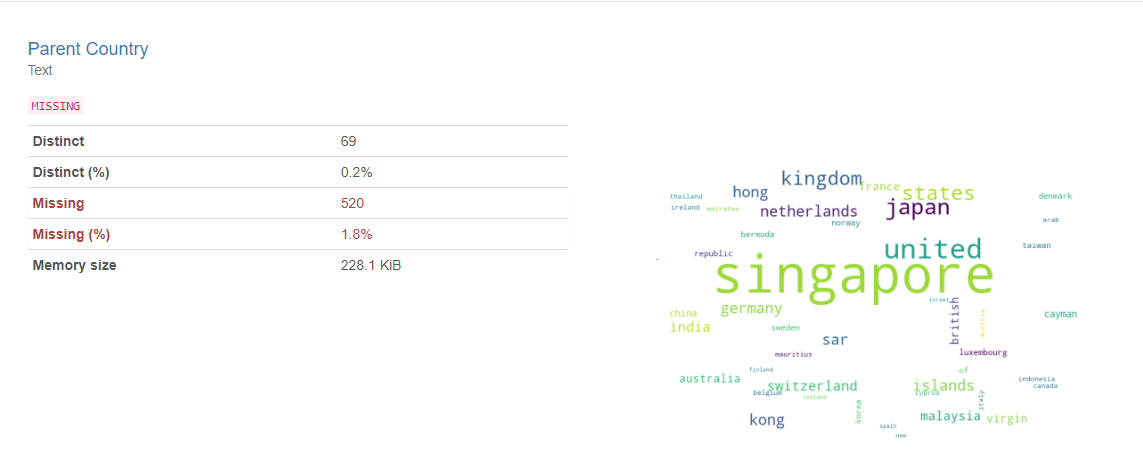 Parent Country
Text
MISSING
Distinct 69
Distinct (%) 0.2%
Missing 520
Missing (%) 1.8%
Memory size 228.1 KiB
kingdom
france
states
hong
thailand
denmark
ireland
emirates
netherlands
japan
norway
arab
bermuda
republic
united
taiwan
singapore
israel
germany
british
china
cayman
india
austria
sweden
sar
mauritius
luxembourg
finland
of
australia
switzerland
islands
indonesia
canada
belgium
zealand
cyprus
italy
korea
kong
malaysia
virgin
spain
new